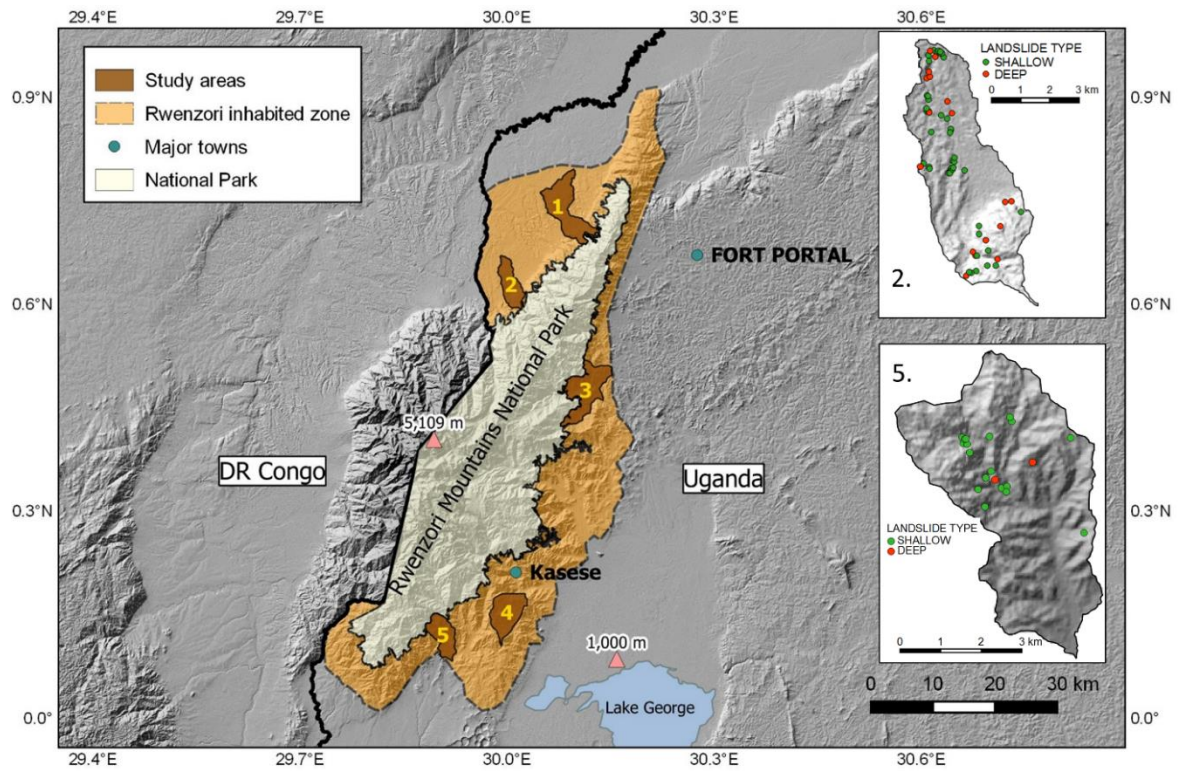 29.4°E 29.7°E 30.0°E 30.3°E 30.6°E
Study areas
Rwenzori inhabited zone
Major towns
National Park
LANDSLIDE TYPE
SHALLOW
DEEP
0 1 2 3 km
2.
0.9°N 0.9°N
1
FORT PORTAL
2
0.6°N 0.6°N
Rwenzori Mountains National Park
3
5,109 m
DR Congo
Uganda
5.
LANDSLIDE TYPE
SHALLOW
DEEP
0 1 2 3 km
0.3°N 0.3°N
Kasese
4
5
1,000 m
Lake George
0 10 20 30 km
0.0° 0.0°
29.4°E 29.7°E 30.0°E 30.3°E 30.6°E